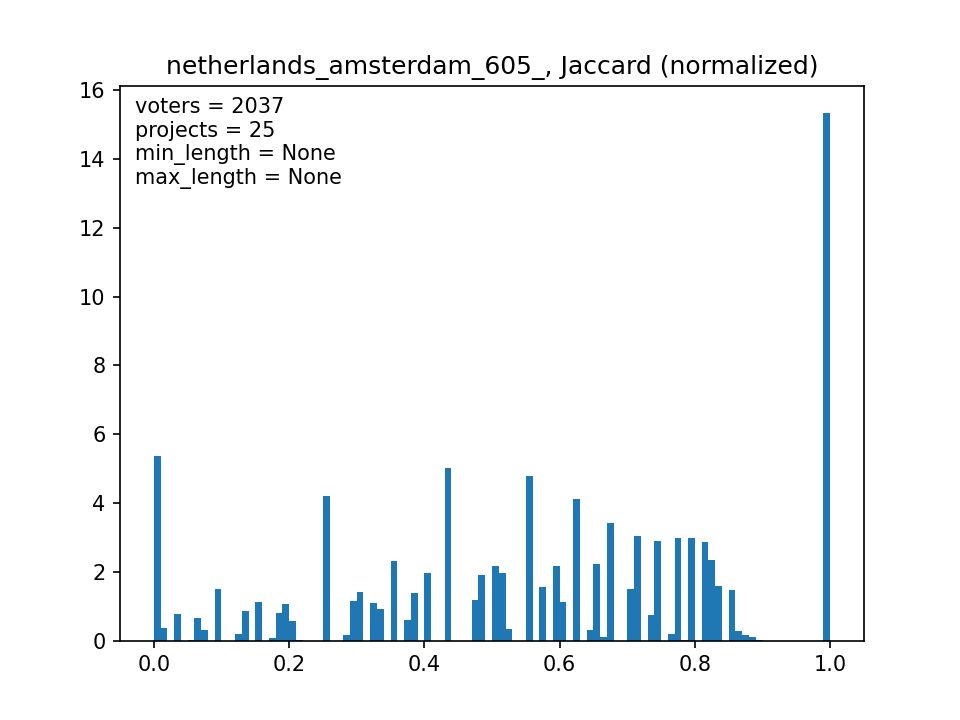 netherlands_amsterdam_605_, Jaccard (normalized)
voters = 2037
projects = 25
min_length = None
max_length = None
16
14
12
10
8
6
4
2
0
0.0 0.2 0.4 0.6 0.8 1.0